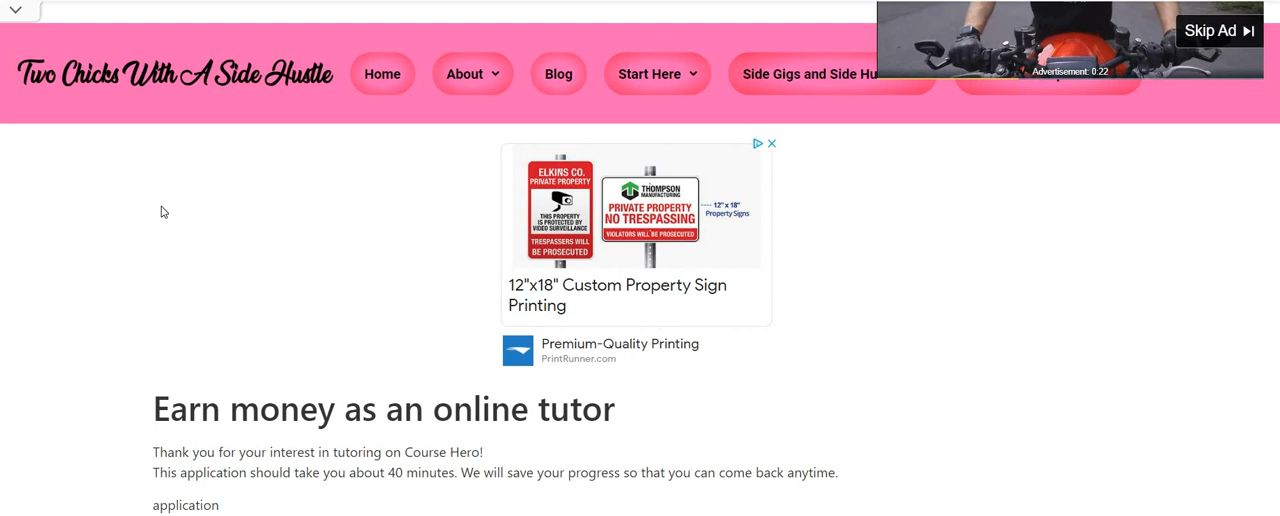 Two Chicks With A Side Hustle
Home
About
Blog
Start Here
Side Gigs and Side Hu
Skip Ad
Advertisement: 0:22
ELKINS CO.
PRIVATE PROPERTY
THIS PROPERTY
IS PROTECTED BY
VIDEO SURVEILLANCE
TRESPASSERS WILL
BE PROSECUTED
THOMPSON
MANUFACTURING
PRIVATE PROPERTY
NO TRESPASSING
VIOLATORS WILL BE PROSECUTED
12" x 18"
Property Signs
12"x18" Custom Property Sign
Printing
Premium-Quality Printing
PrintRunner.com
Earn money as an online tutor
Thank you for your interest in tutoring on Course Hero!
This application should take you about 40 minutes. We will save your progress so that you can come back anytime.
application